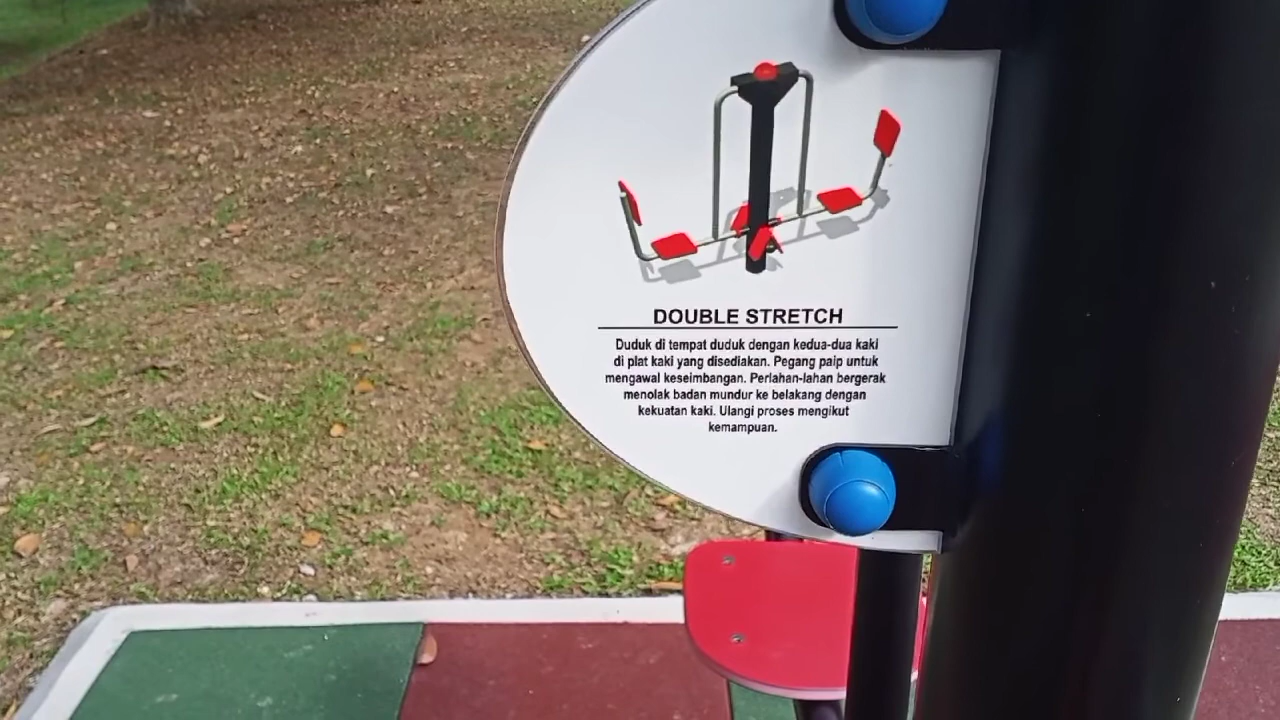 DOUBLE STRETCH
Duduk di tempat duduk dengan kedua-dua kaki
di plat kaki yang disediakan. Pegang paip untuk
mengawal keseimbangan. Perlahan-lahan bergerak
menolak badan mundur ke belakang dengan
kekuatan kaki. Ulangi proses mengikut
kemampuan.